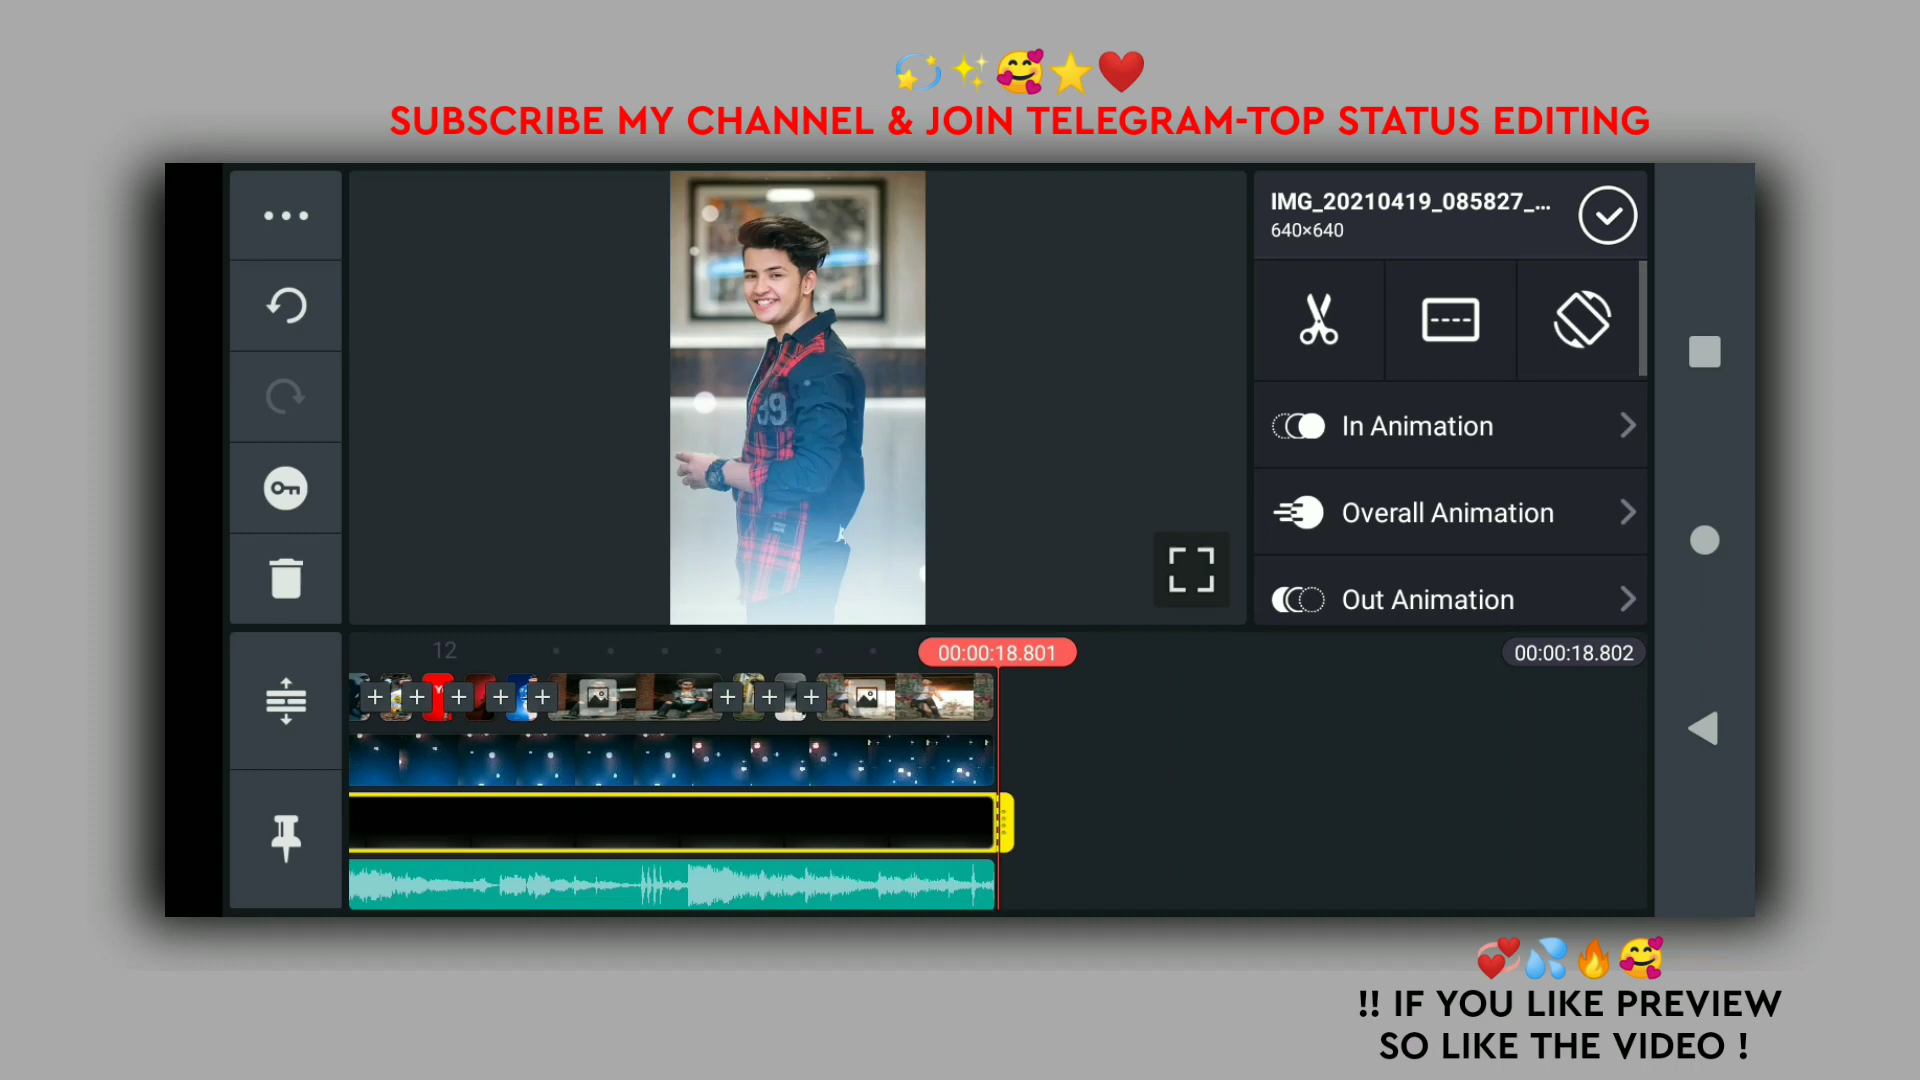 SUBSCRIBE MY CHANNEL & JOIN TELEGRAM-TOP STATUS EDITING
IMG_20210419_085827_...
640×640
In Animation
Overall Animation
Out Animation
39
12
00:00:18.801
00:00:18.802
!! IF YOU LIKE PREVIEW
SO LIKE THE VIDEO !